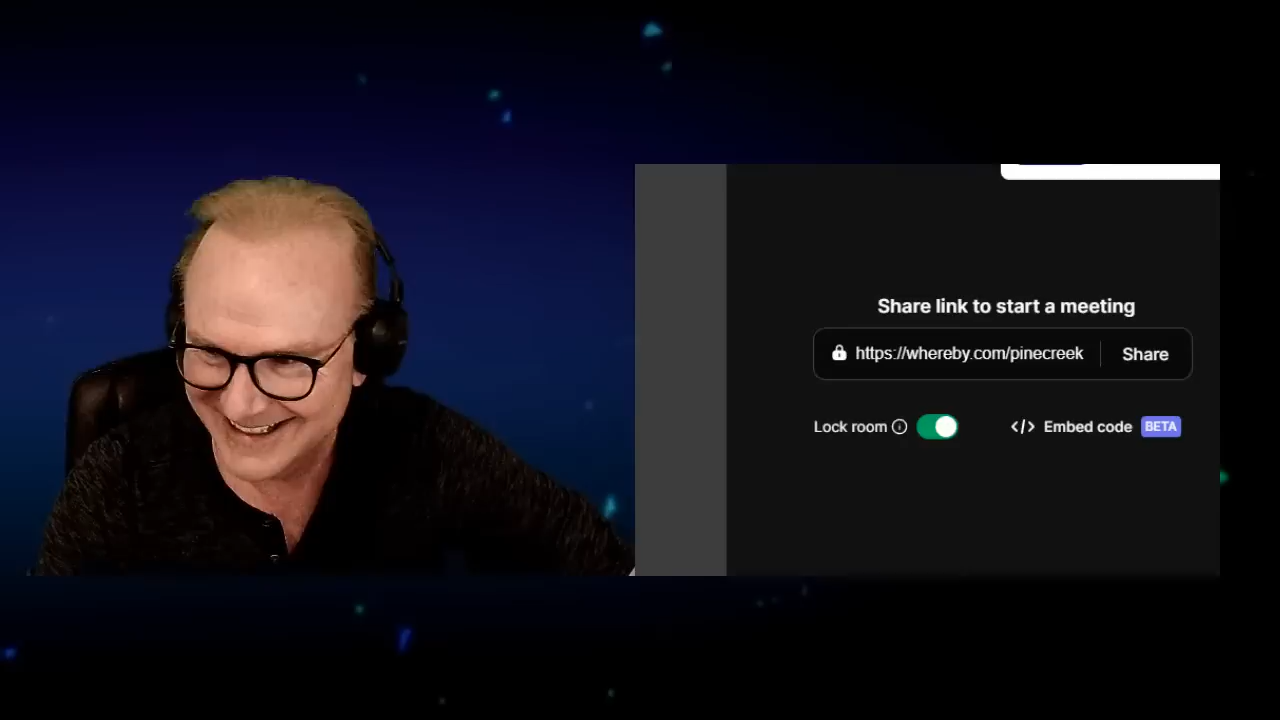 Share link to start a meeting
https://whereby.com/pinecreek
Share
Lock room
</> Embed code BETA